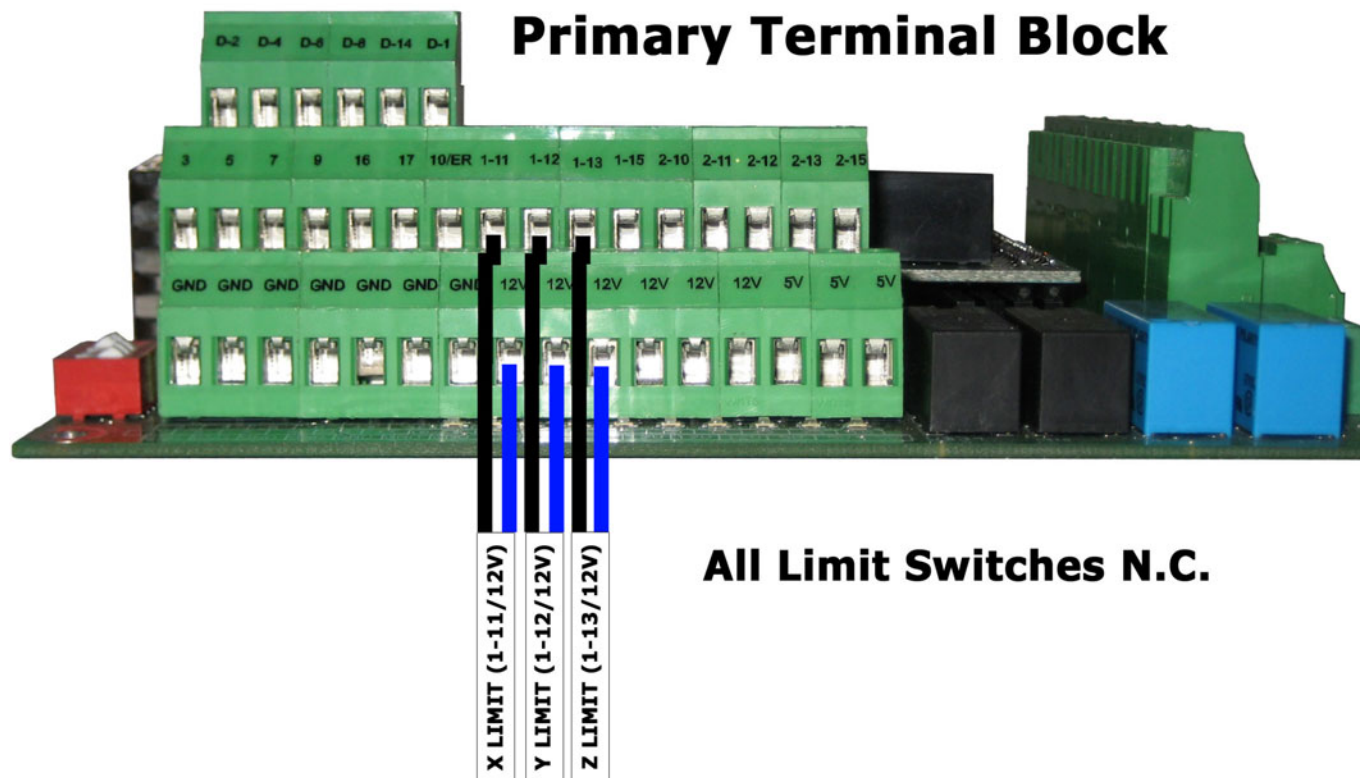 Primary Terminal Block
D-2 D-4 D-6 D-8 D-14 D-1
3 5 7 9 16 17 10/ER 1-11 1-12 1-13 1-15 2-10 2-11 2-12 2-13 2-15
GND GND GND GND GND GND GND 12V 12V 12V 12V 12V 12V 5V 5V 5V
X LIMIT (1-11/12V)
Y LIMIT (1-12/12V)
Z LIMIT (1-13/12V)
All Limit Switches N.C.